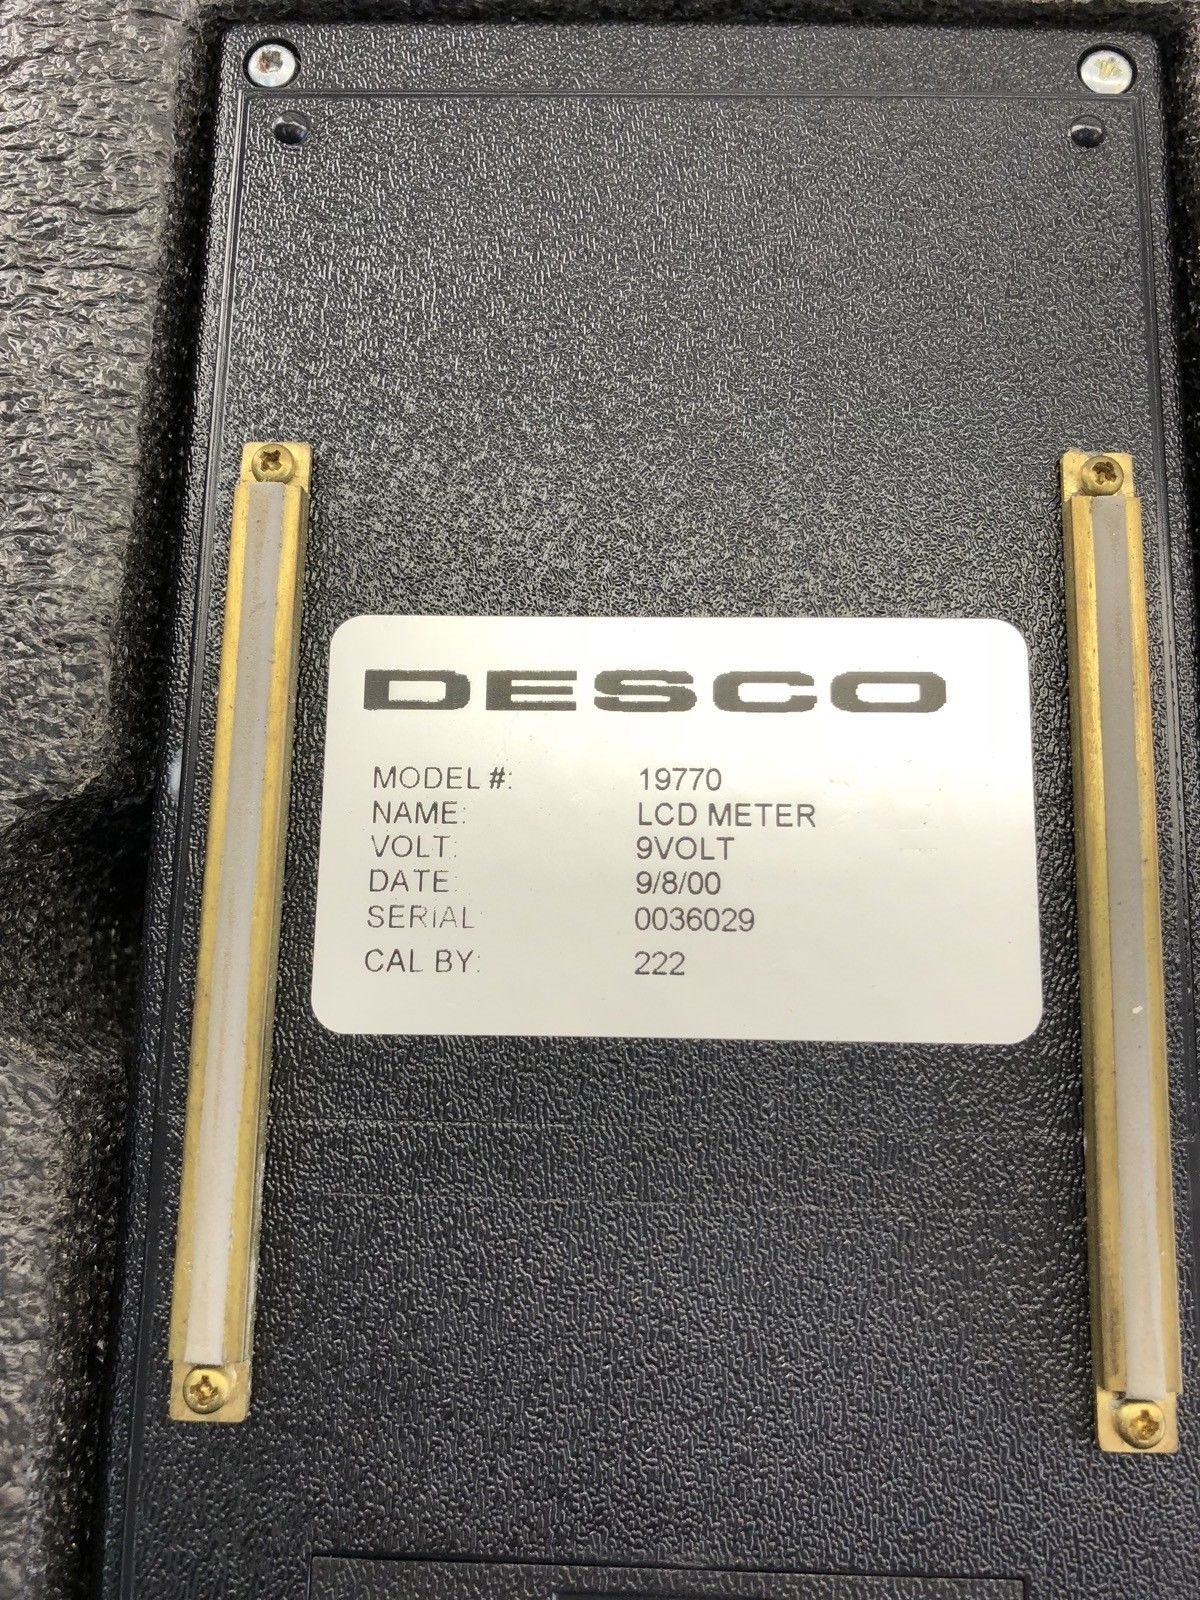 DESCO
MODEL #: 19770
NAME: LCD METER
VOLT: 9VOLT
DATE: 9/8/00
SERIAL 0036029
CAL BY: 222